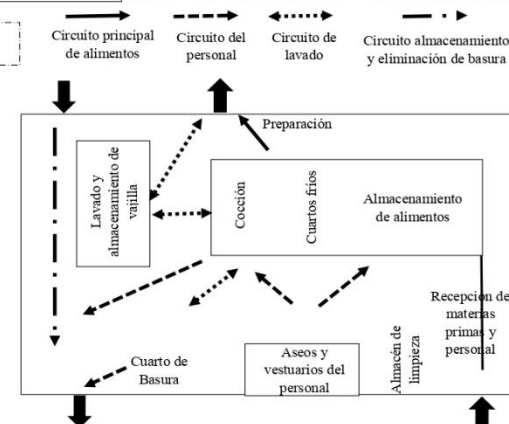 Circuito principal
de alimentos
Circuito del
personal
Circuito de
lavado
Circuito almacenamiento
y eliminación de basura
Preparación
Lavado y
almacenamiento de
vajilla
Cocción
Cuartos fríos
Almacenamiento
de alimentos
Recepción de
materias
primas y
personal
Almacén de
limpieza
Aseos y
vestuarios del
personal
Cuarto de
Basura